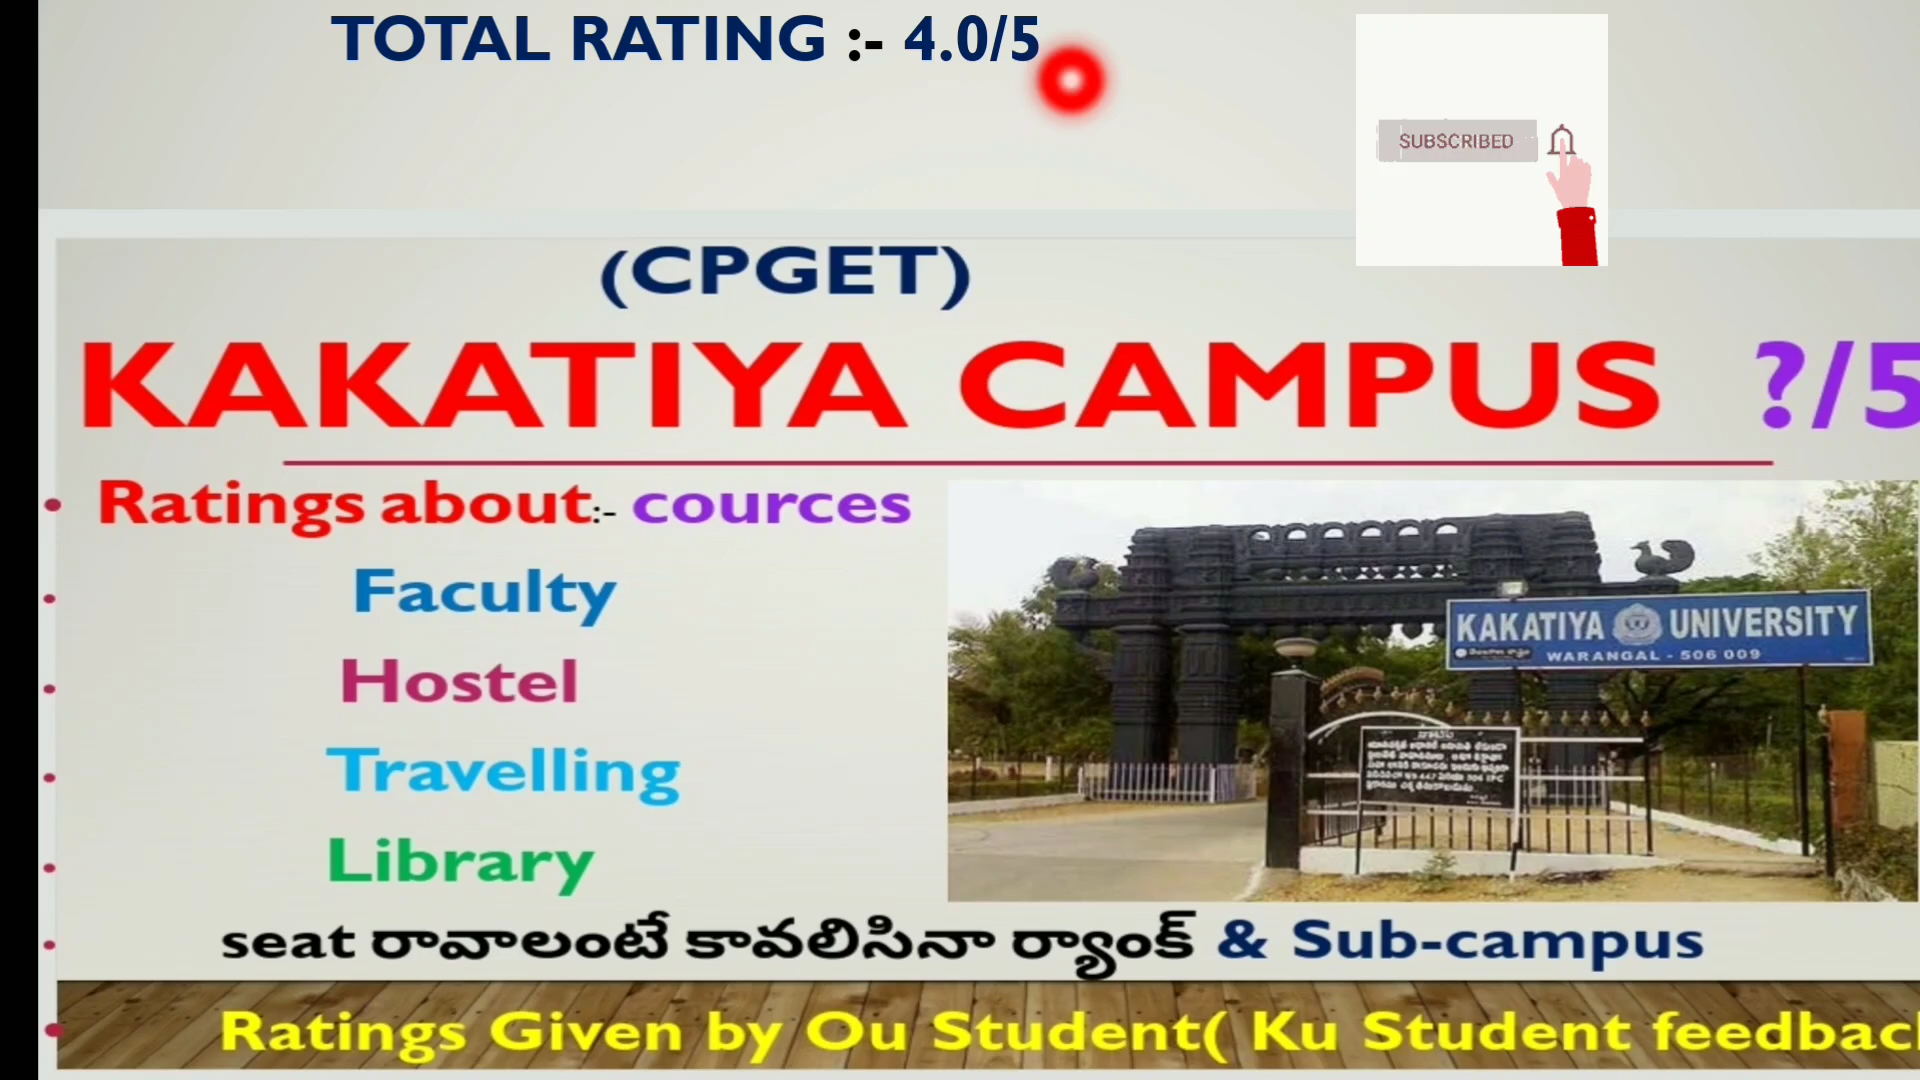 TOTAL RATING :- 4.0/5
SUBSCRIBED
(CPGET)
KAKATIYA CAMPUS ?/5
• Ratings about:- cources
• Faculty
• Hostel
• Travelling
• Library
KAKATIYA UNIVERSITY
WARANGAL - 506 009
• seat రావాలంటే కావలిసినా ర్యాంక్ & Sub-campus
• Ratings Given by Ou Student( Ku Student feedbac